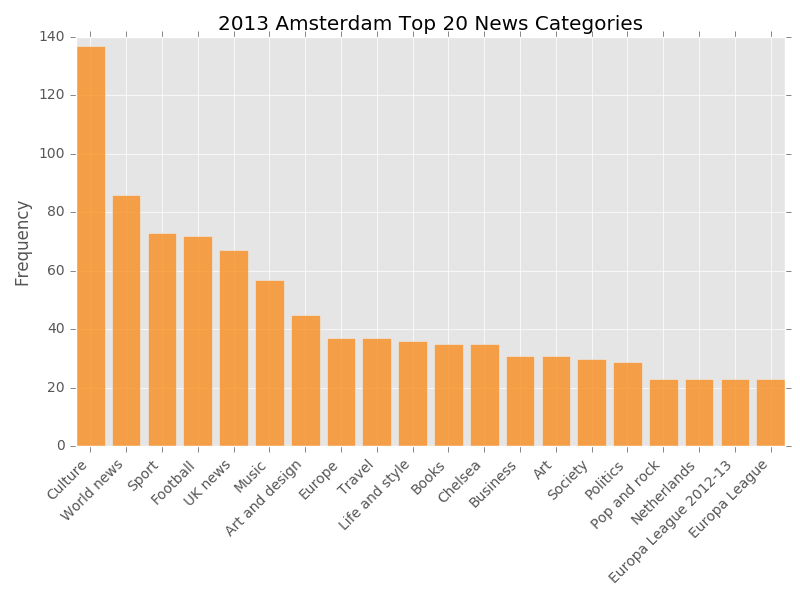 2013 Amsterdam Top 20 News Categories
140
120
100
80
60
40
20
0
Frequency
Culture
World news
Sport
Football
UK news
Music
Art and design
Europe
Travel
Life and style
Books
Chelsea
Business
Art
Society
Politics
Pop and rock
Netherlands
Europa League 2012-13
Europa League